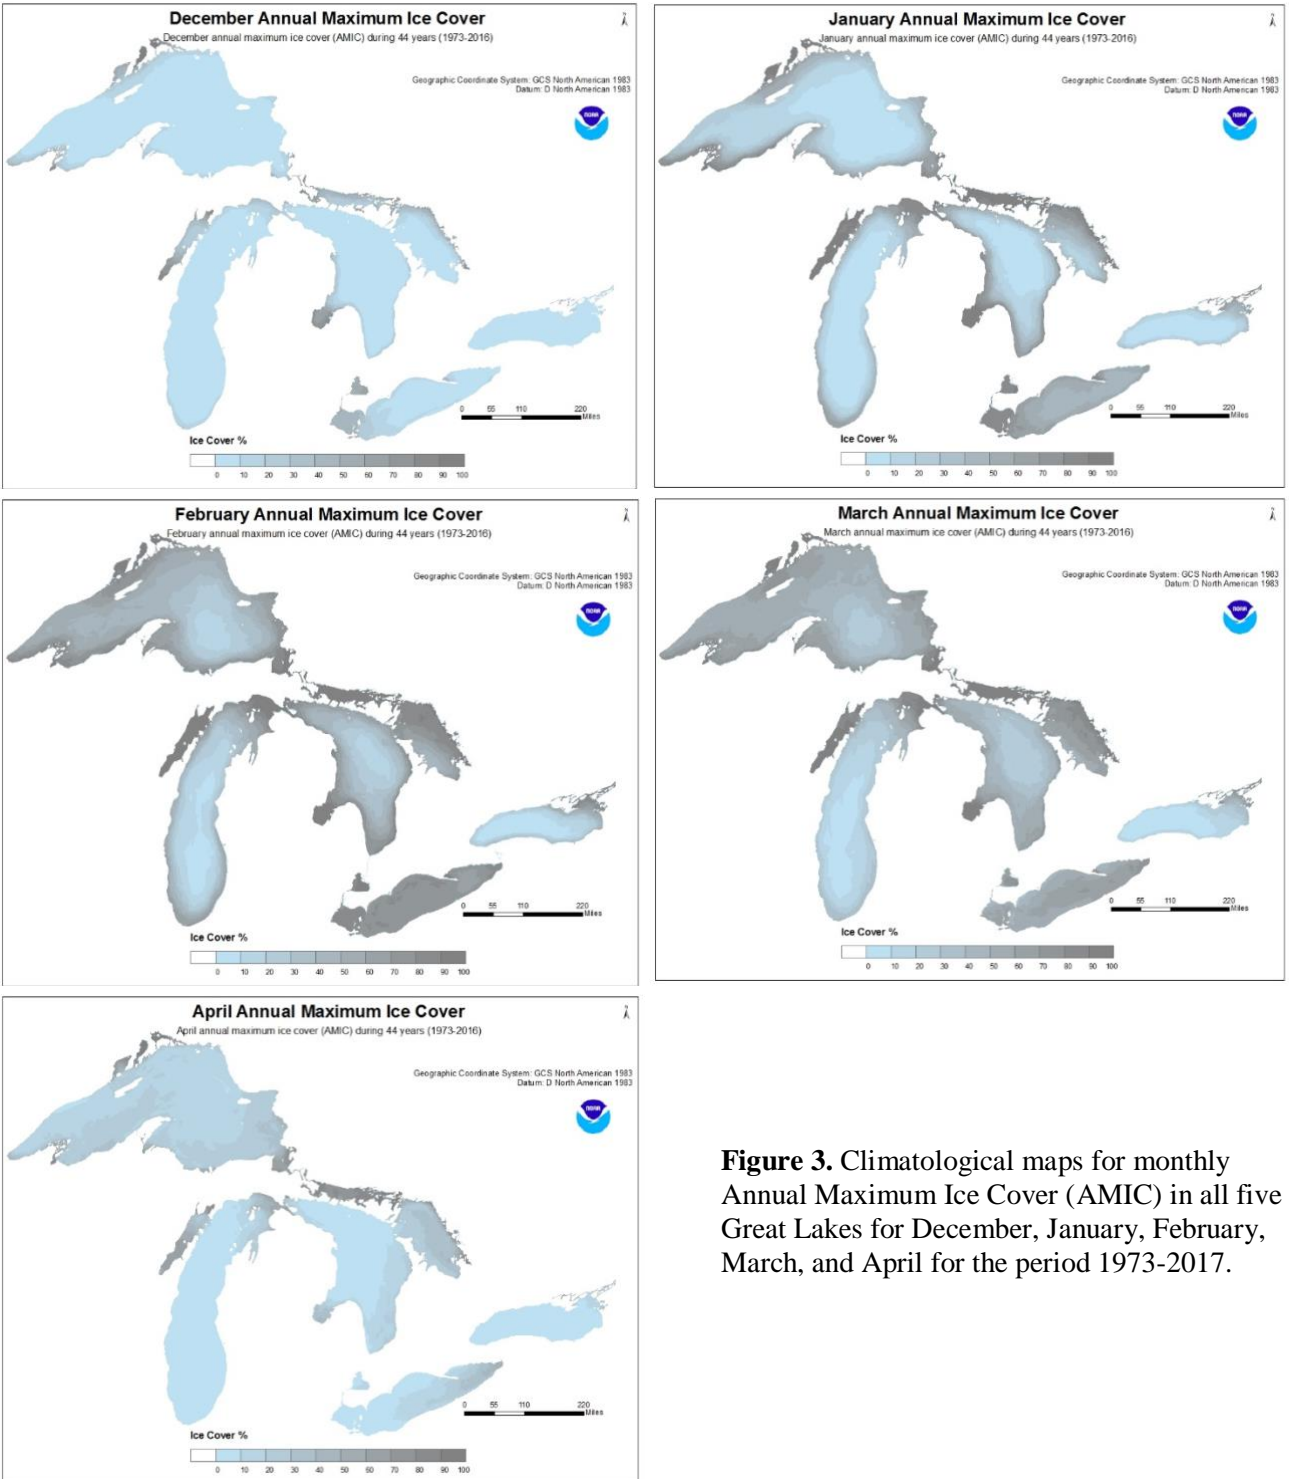 December Annual Maximum Ice Cover
December annual maximum ice cover (AMIC) during 44 years (1973-2016)
Geographic Coordinate System: GCS North American 1983
Datum: D North American 1983
NOAA
0 55 110 220
Miles
Ice Cover %
0 10 20 30 40 50 60 70 80 90 100
January Annual Maximum Ice Cover
January annual maximum ice cover (AMIC) during 44 years (1973-2016)
Geographic Coordinate System: GCS North American 1983
Datum: D North American 1983
NOAA
0 55 110 220
Miles
Ice Cover %
0 10 20 30 40 50 60 70 80 90 100
February Annual Maximum Ice Cover
February annual maximum ice cover (AMIC) during 44 years (1973-2016)
Geographic Coordinate System: GCS North American 1983
Datum: D North American 1983
NOAA
0 55 110 220
Miles
Ice Cover %
0 10 20 30 40 50 60 70 80 90 100
March Annual Maximum Ice Cover
March annual maximum ice cover (AMIC) during 44 years (1973-2016)
Geographic Coordinate System: GCS North American 1983
Datum: D North American 1983
NOAA
0 55 110 220
Miles
Ice Cover %
0 10 20 30 40 50 60 70 80 90 100
April Annual Maximum Ice Cover
April annual maximum ice cover (AMIC) during 44 years (1973-2016)
Geographic Coordinate System: GCS North American 1983
Datum: D North American 1983
NOAA
0 55 110 220
Miles
Ice Cover %
0 10 20 30 40 50 60 70 80 90 100
Figure 3. Climatological maps for monthly
Annual Maximum Ice Cover (AMIC) in all five
Great Lakes for December, January, February,
March, and April for the period 1973-2017.